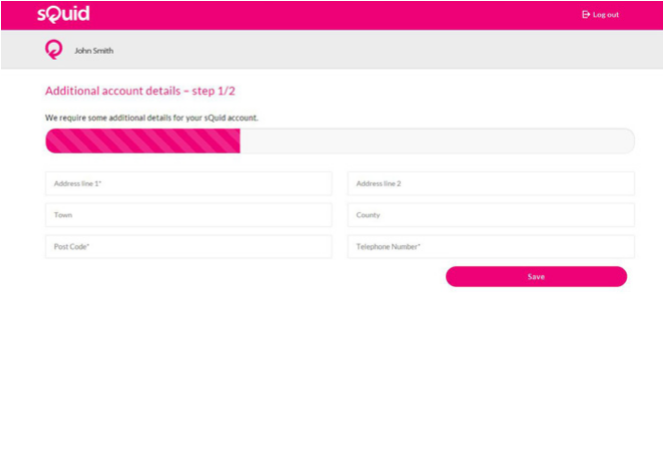 sQuid
Log out
John Smith
Additional account details – step 1/2
We require some additional details for your sQuid account.
Address line 1*
Address line 2
Town
County
Post Code*
Telephone Number*
Save